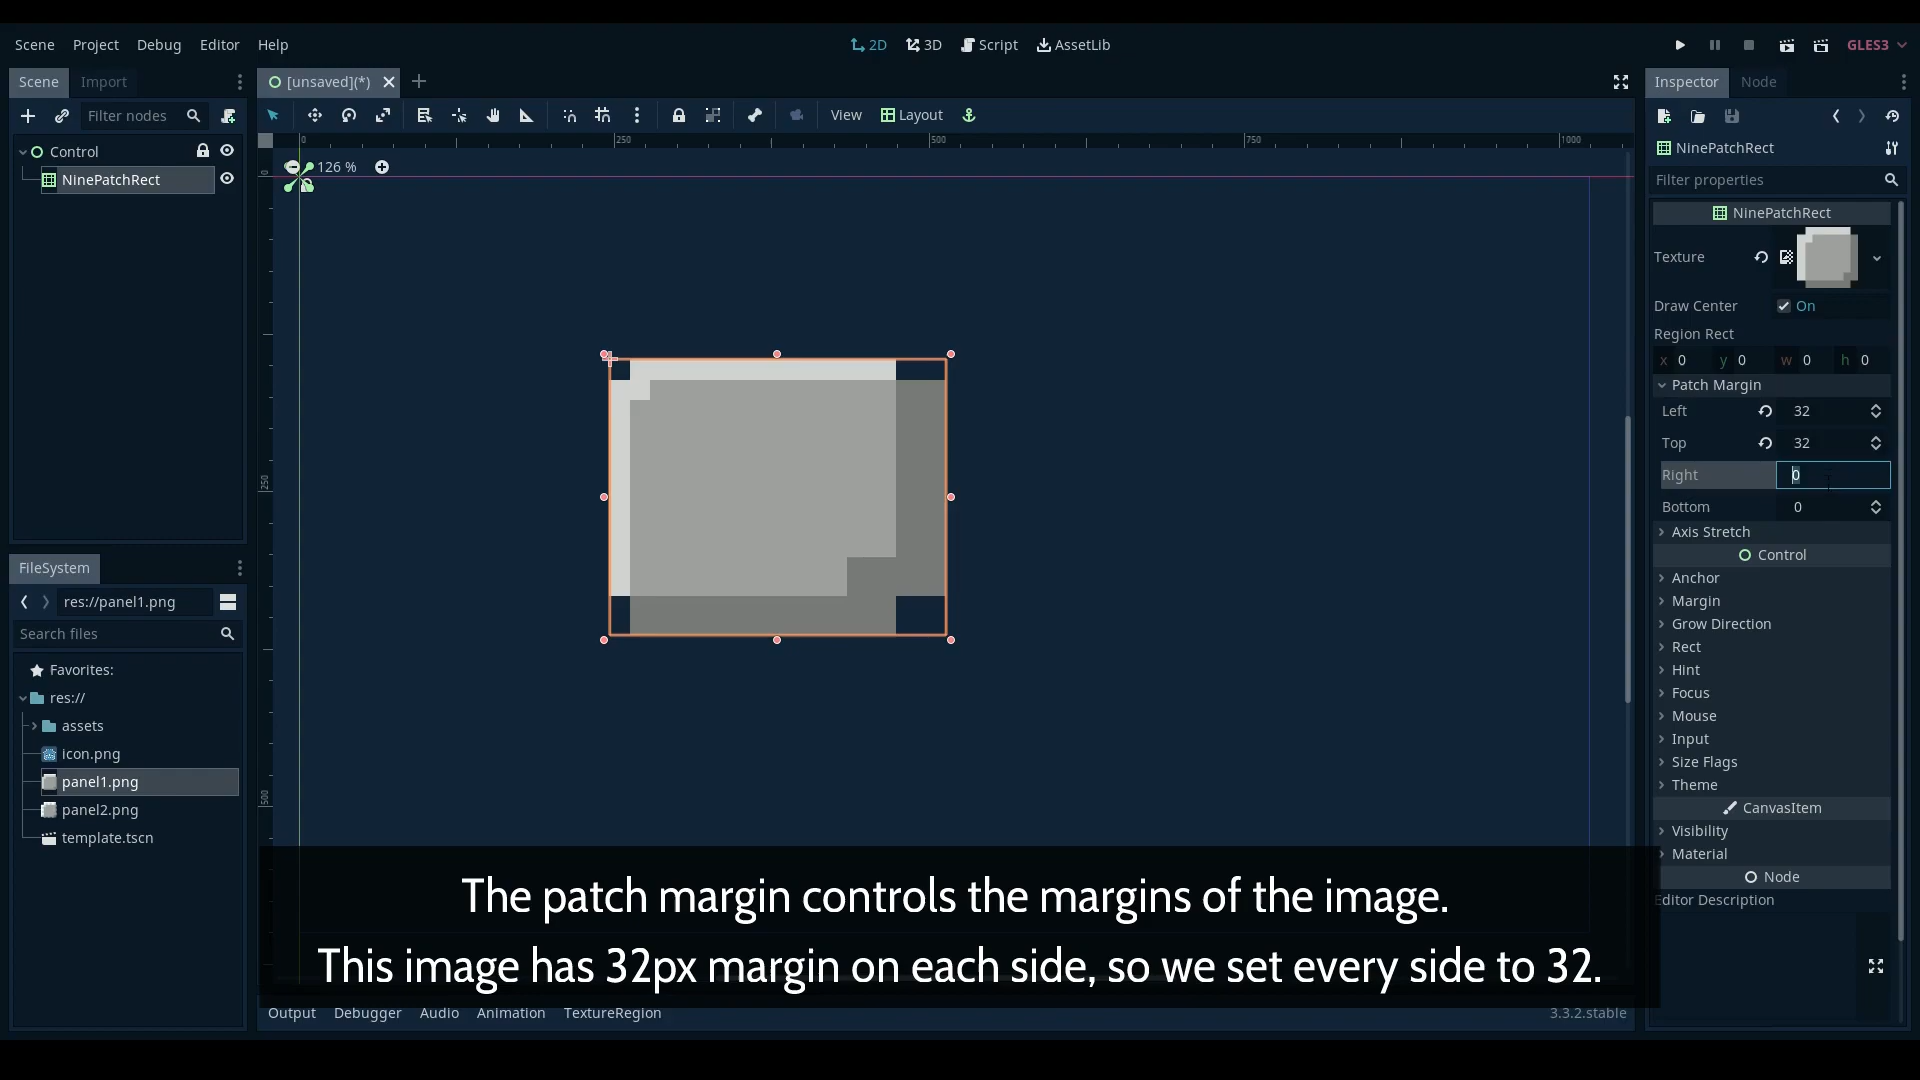 Scene Project Debug Editor Help 2D 3D Script AssetLib GLES3
Scene Import [unsaved](*) Inspector Node
Filter nodes View Layout
Control
NinePatchRect
126 %
0 250 500 750 1000
0
250
500
NinePatchRect
Filter properties
NinePatchRect
Texture
Draw Center On
Region Rect
x 0 y 0 w 0 h 0
Patch Margin
Left 32
Top 32
Right 0
Bottom 0
Axis Stretch
Control
Anchor
Margin
Grow Direction
Rect
Hint
Focus
Mouse
Input
Size Flags
Theme
CanvasItem
Visibility
Material
Node
Editor Description
FileSystem
res://panel1.png
Search files
Favorites:
res://
assets
icon.png
panel1.png
panel2.png
template.tscn
The patch margin controls the margins of the image.
This image has 32px margin on each side, so we set every side to 32.
Output Debugger Audio Animation TextureRegion 3.3.2.stable